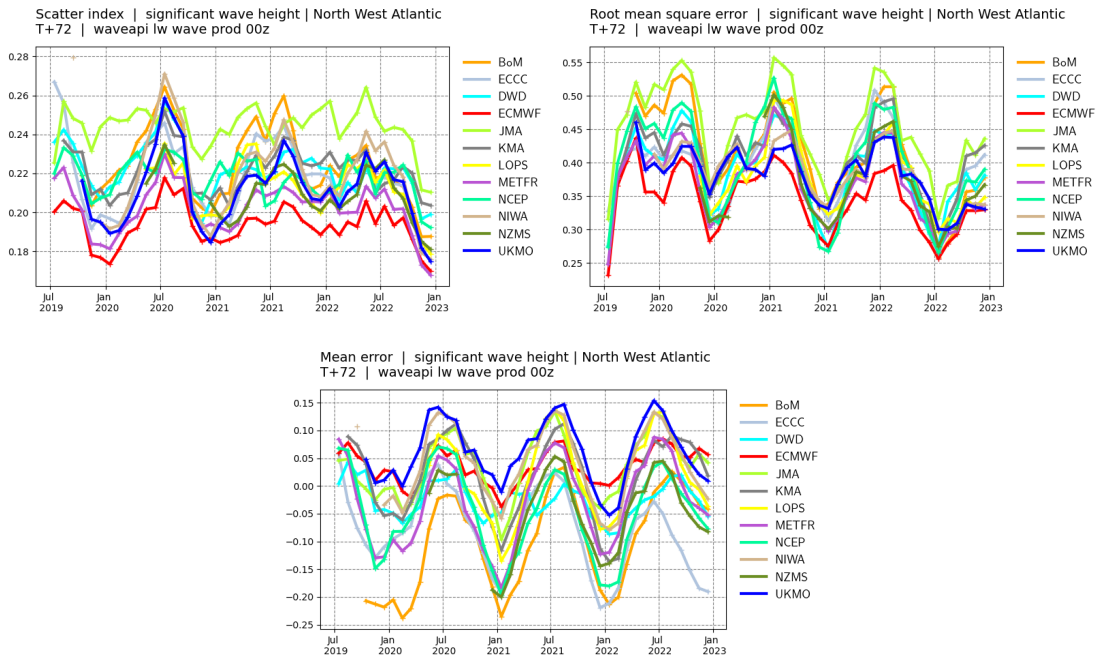 Scatter index  |  significant wave height | North West Atlantic
T+72  |  waveapi lw wave prod 00z
0.28
0.26
0.24
0.22
0.20
0.18
Jul
2019
Jan
2020
Jul
2020
Jan
2021
Jul
2021
Jan
2022
Jul
2022
Jan
2023
BoM
ECCC
DWD
ECMWF
JMA
KMA
LOPS
METFR
NCEP
NIWA
NZMS
UKMO
Root mean square error  |  significant wave height | North West Atlantic
T+72  |  waveapi lw wave prod 00z
0.55
0.50
0.45
0.40
0.35
0.30
0.25
Jul
2019
Jan
2020
Jul
2020
Jan
2021
Jul
2021
Jan
2022
Jul
2022
Jan
2023
BoM
ECCC
DWD
ECMWF
JMA
KMA
LOPS
METFR
NCEP
NIWA
NZMS
UKMO
Mean error  |  significant wave height | North West Atlantic
T+72  |  waveapi lw wave prod 00z
0.15
0.10
0.05
0.00
−0.05
−0.10
−0.15
−0.20
−0.25
Jul
2019
Jan
2020
Jul
2020
Jan
2021
Jul
2021
Jan
2022
Jul
2022
Jan
2023
BoM
ECCC
DWD
ECMWF
JMA
KMA
LOPS
METFR
NCEP
NIWA
NZMS
UKMO